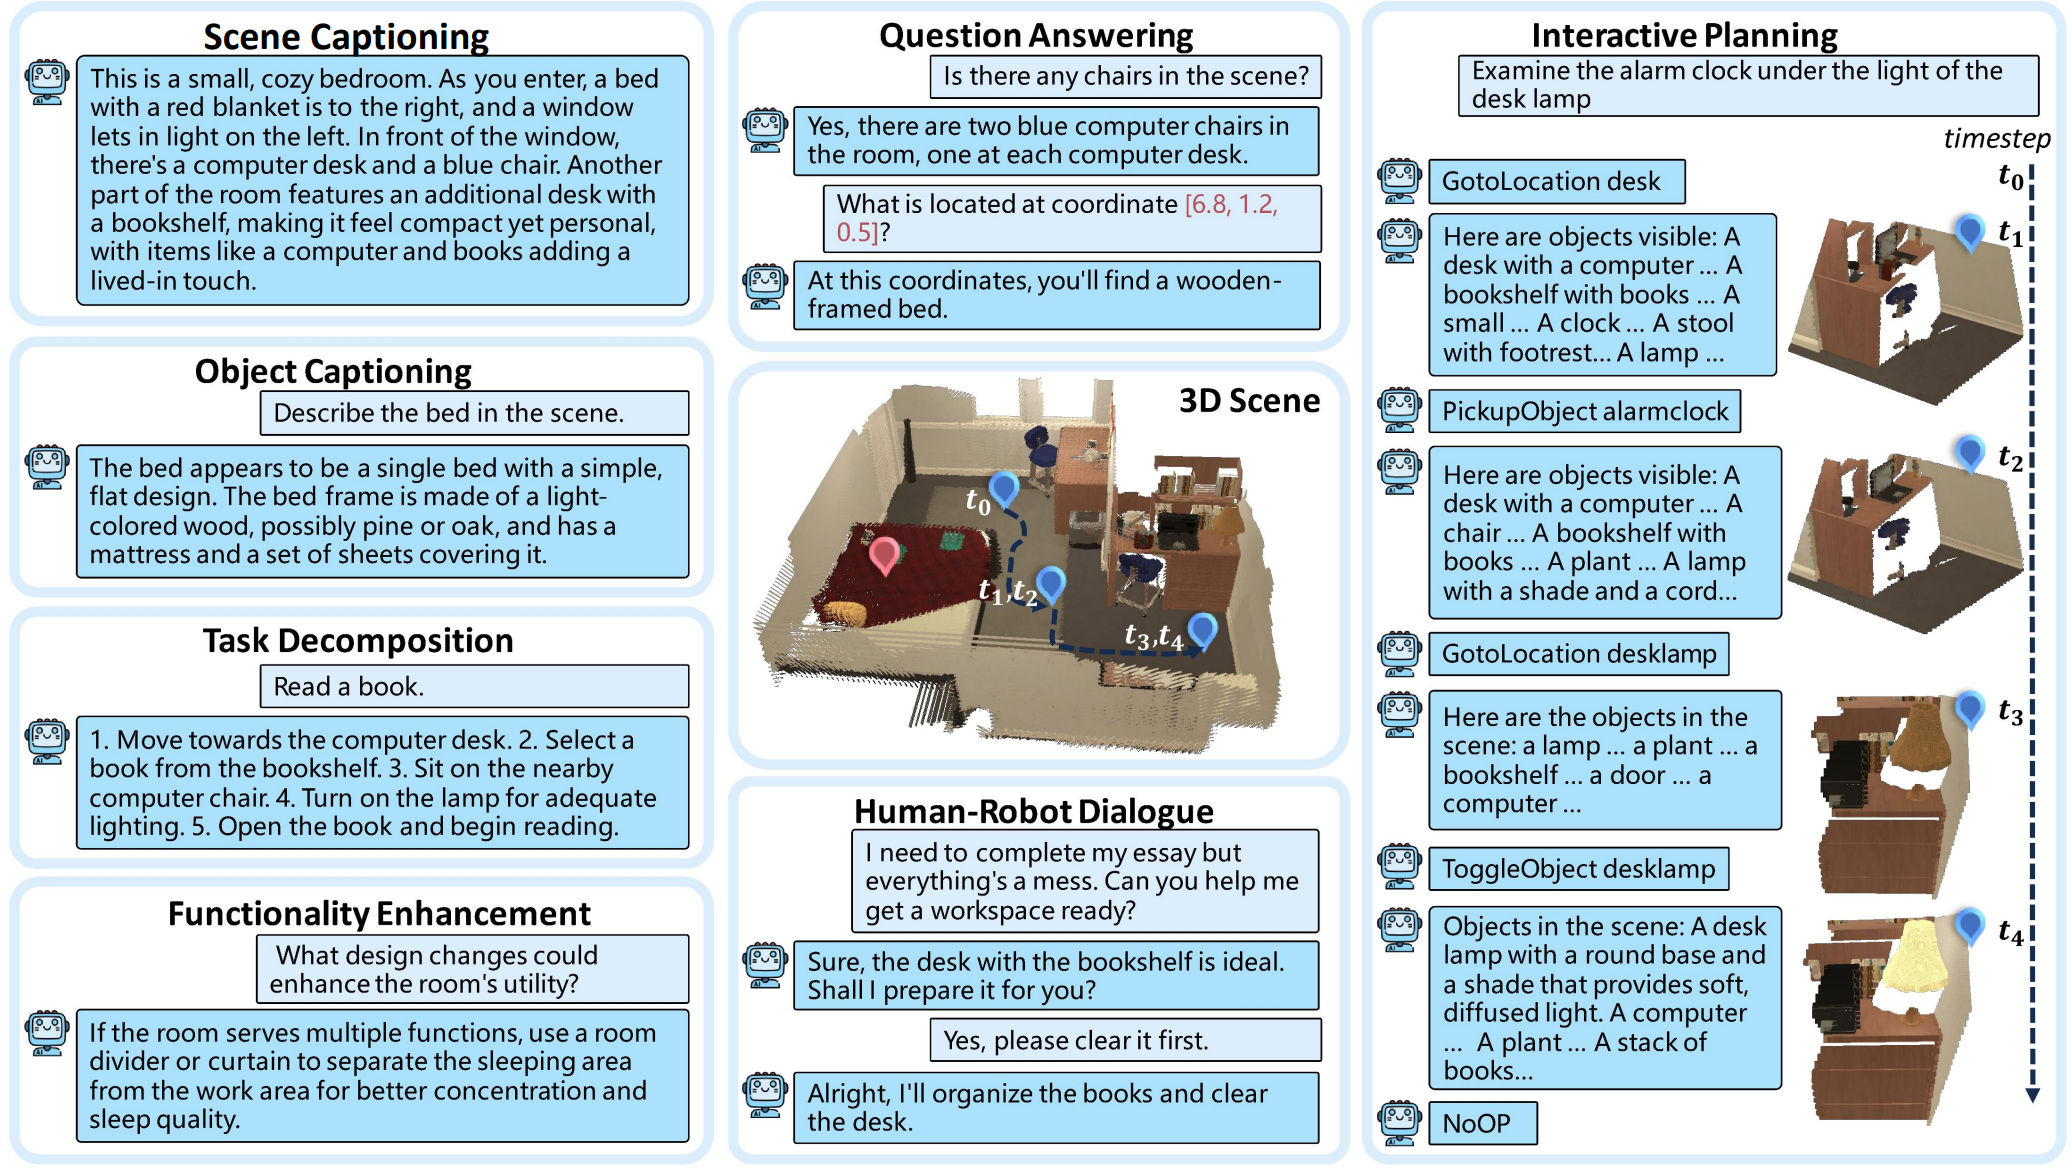 Scene Captioning
This is a small, cozy bedroom. As you enter, a bed
with a red blanket is to the right, and a window
lets in light on the left. In front of the window,
there's a computer desk and a blue chair. Another
part of the room features an additional desk with
a bookshelf, making it feel compact yet personal,
with items like a computer and books adding a
lived-in touch.
Object Captioning
Describe the bed in the scene.
The bed appears to be a single bed with a simple,
flat design. The bed frame is made of a light-
colored wood, possibly pine or oak, and has a
mattress and a set of sheets covering it.
Task Decomposition
Read a book.
1. Move towards the computer desk. 2. Select a
book from the bookshelf. 3. Sit on the nearby
computer chair. 4. Turn on the lamp for adequate
lighting. 5. Open the book and begin reading.
Functionality Enhancement
What design changes could
enhance the room's utility?
If the room serves multiple functions, use a room
divider or curtain to separate the sleeping area
from the work area for better concentration and
sleep quality.
Question Answering
Is there any chairs in the scene?
Yes, there are two blue computer chairs in
the room, one at each computer desk.
What is located at coordinate [6.8, 1.2,
0.5]?
At this coordinates, you'll find a wooden-
framed bed.
3D Scene
t0
t1,t2
t3,t4
Human-Robot Dialogue
I need to complete my essay but
everything's a mess. Can you help me
get a workspace ready?
Sure, the desk with the bookshelf is ideal.
Shall I prepare it for you?
Yes, please clear it first.
Alright, I'll organize the books and clear
the desk.
Interactive Planning
Examine the alarm clock under the light of the
desk lamp
timestep
GotoLocation desk
t0
Here are objects visible: A
desk with a computer ... A
bookshelf with books ... A
small ... A clock ... A stool
with footrest... A lamp ...
t1
PickupObject alarmclock
Here are objects visible: A
desk with a computer ... A
chair ... A bookshelf with
books ... A plant ... A lamp
with a shade and a cord...
t2
GotoLocation desklamp
Here are the objects in the
scene: a lamp ... a plant ... a
bookshelf ... a door ... a
computer ...
t3
ToggleObject desklamp
Objects in the scene: A desk
lamp with a round base and
a shade that provides soft,
diffused light. A computer
... A plant ... A stack of
books...
t4
NoOP